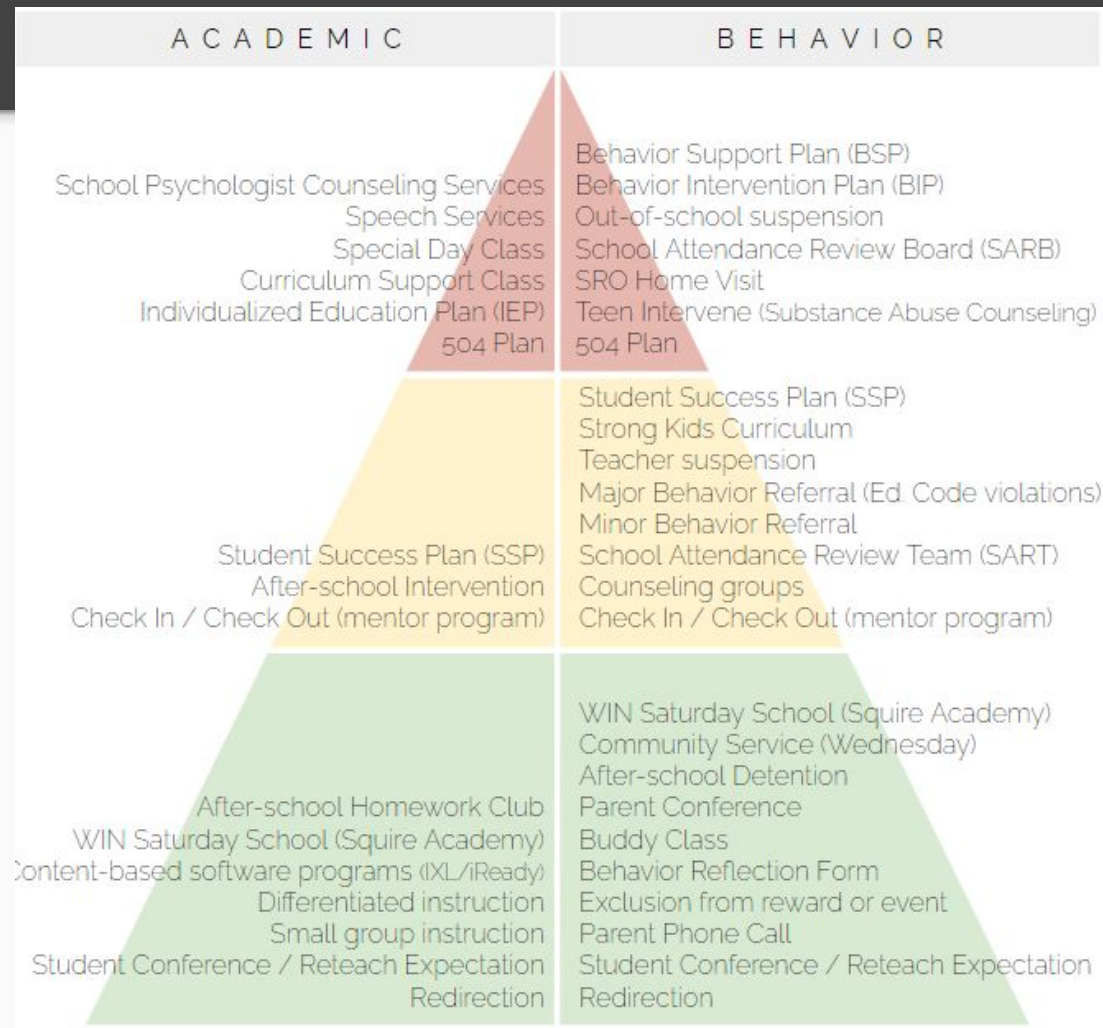 ACADEMIC
BEHAVIOR
School Psychologist Counseling Services
Speech Services
Special Day Class
Curriculum Support Class
Individualized Education Plan (IEP)
504 Plan
Behavior Support Plan (BSP)
Behavior Intervention Plan (BIP)
Out-of-school suspension
School Attendance Review Board (SARB)
SRO Home Visit
Teen Intervene (Substance Abuse Counseling)
504 Plan
Student Success Plan (SSP)
After-school Intervention
Check In / Check Out (mentor program)
Student Success Plan (SSP)
Strong Kids Curriculum
Teacher suspension
Major Behavior Referral (Ed. Code violations)
Minor Behavior Referral
School Attendance Review Team (SART)
Counseling groups
Check In / Check Out (mentor program)
After-school Homework Club
WIN Saturday School (Squire Academy)
Content-based software programs (IXL/iReady)
Differentiated instruction
Small group instruction
Student Conference / Reteach Expectation
Redirection
WIN Saturday School (Squire Academy)
Community Service (Wednesday)
After-school Detention
Parent Conference
Buddy Class
Behavior Reflection Form
Exclusion from reward or event
Parent Phone Call
Student Conference / Reteach Expectation
Redirection